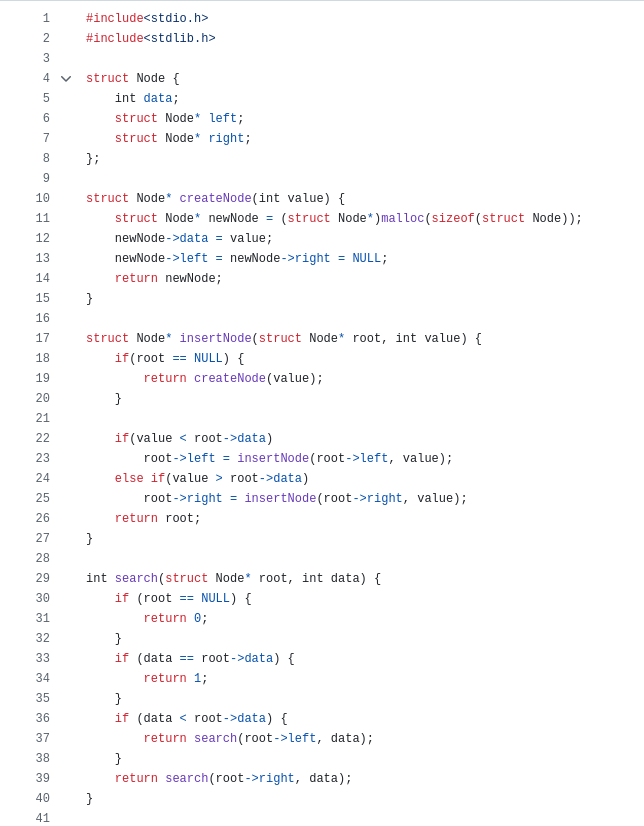 1 #include<stdio.h>
2 #include<stdlib.h>
3
4 struct Node {
5     int data;
6     struct Node* left;
7     struct Node* right;
8 };
9
10 struct Node* createNode(int value) {
11     struct Node* newNode = (struct Node*)malloc(sizeof(struct Node));
12     newNode->data = value;
13     newNode->left = newNode->right = NULL;
14     return newNode;
15 }
16
17 struct Node* insertNode(struct Node* root, int value) {
18     if(root == NULL) {
19         return createNode(value);
20     }
21
22     if(value < root->data)
23         root->left = insertNode(root->left, value);
24     else if(value > root->data)
25         root->right = insertNode(root->right, value);
26     return root;
27 }
28
29 int search(struct Node* root, int data) {
30     if (root == NULL) {
31         return 0;
32     }
33     if (data == root->data) {
34         return 1;
35     }
36     if (data < root->data) {
37         return search(root->left, data);
38     }
39     return search(root->right, data);
40 }
41